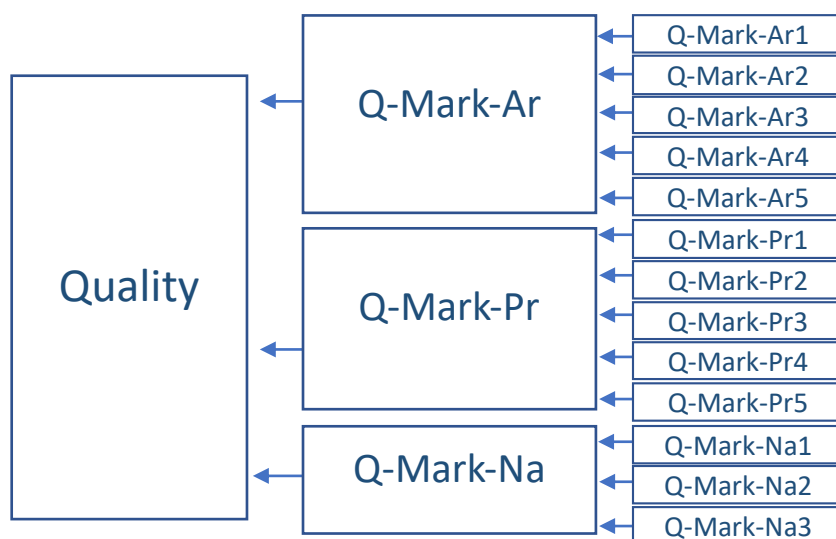 Quality
Q-Mark-Ar
Q-Mark-Pr
Q-Mark-Na
Q-Mark-Ar1
Q-Mark-Ar2
Q-Mark-Ar3
Q-Mark-Ar4
Q-Mark-Ar5
Q-Mark-Pr1
Q-Mark-Pr2
Q-Mark-Pr3
Q-Mark-Pr4
Q-Mark-Pr5
Q-Mark-Na1
Q-Mark-Na2
Q-Mark-Na3